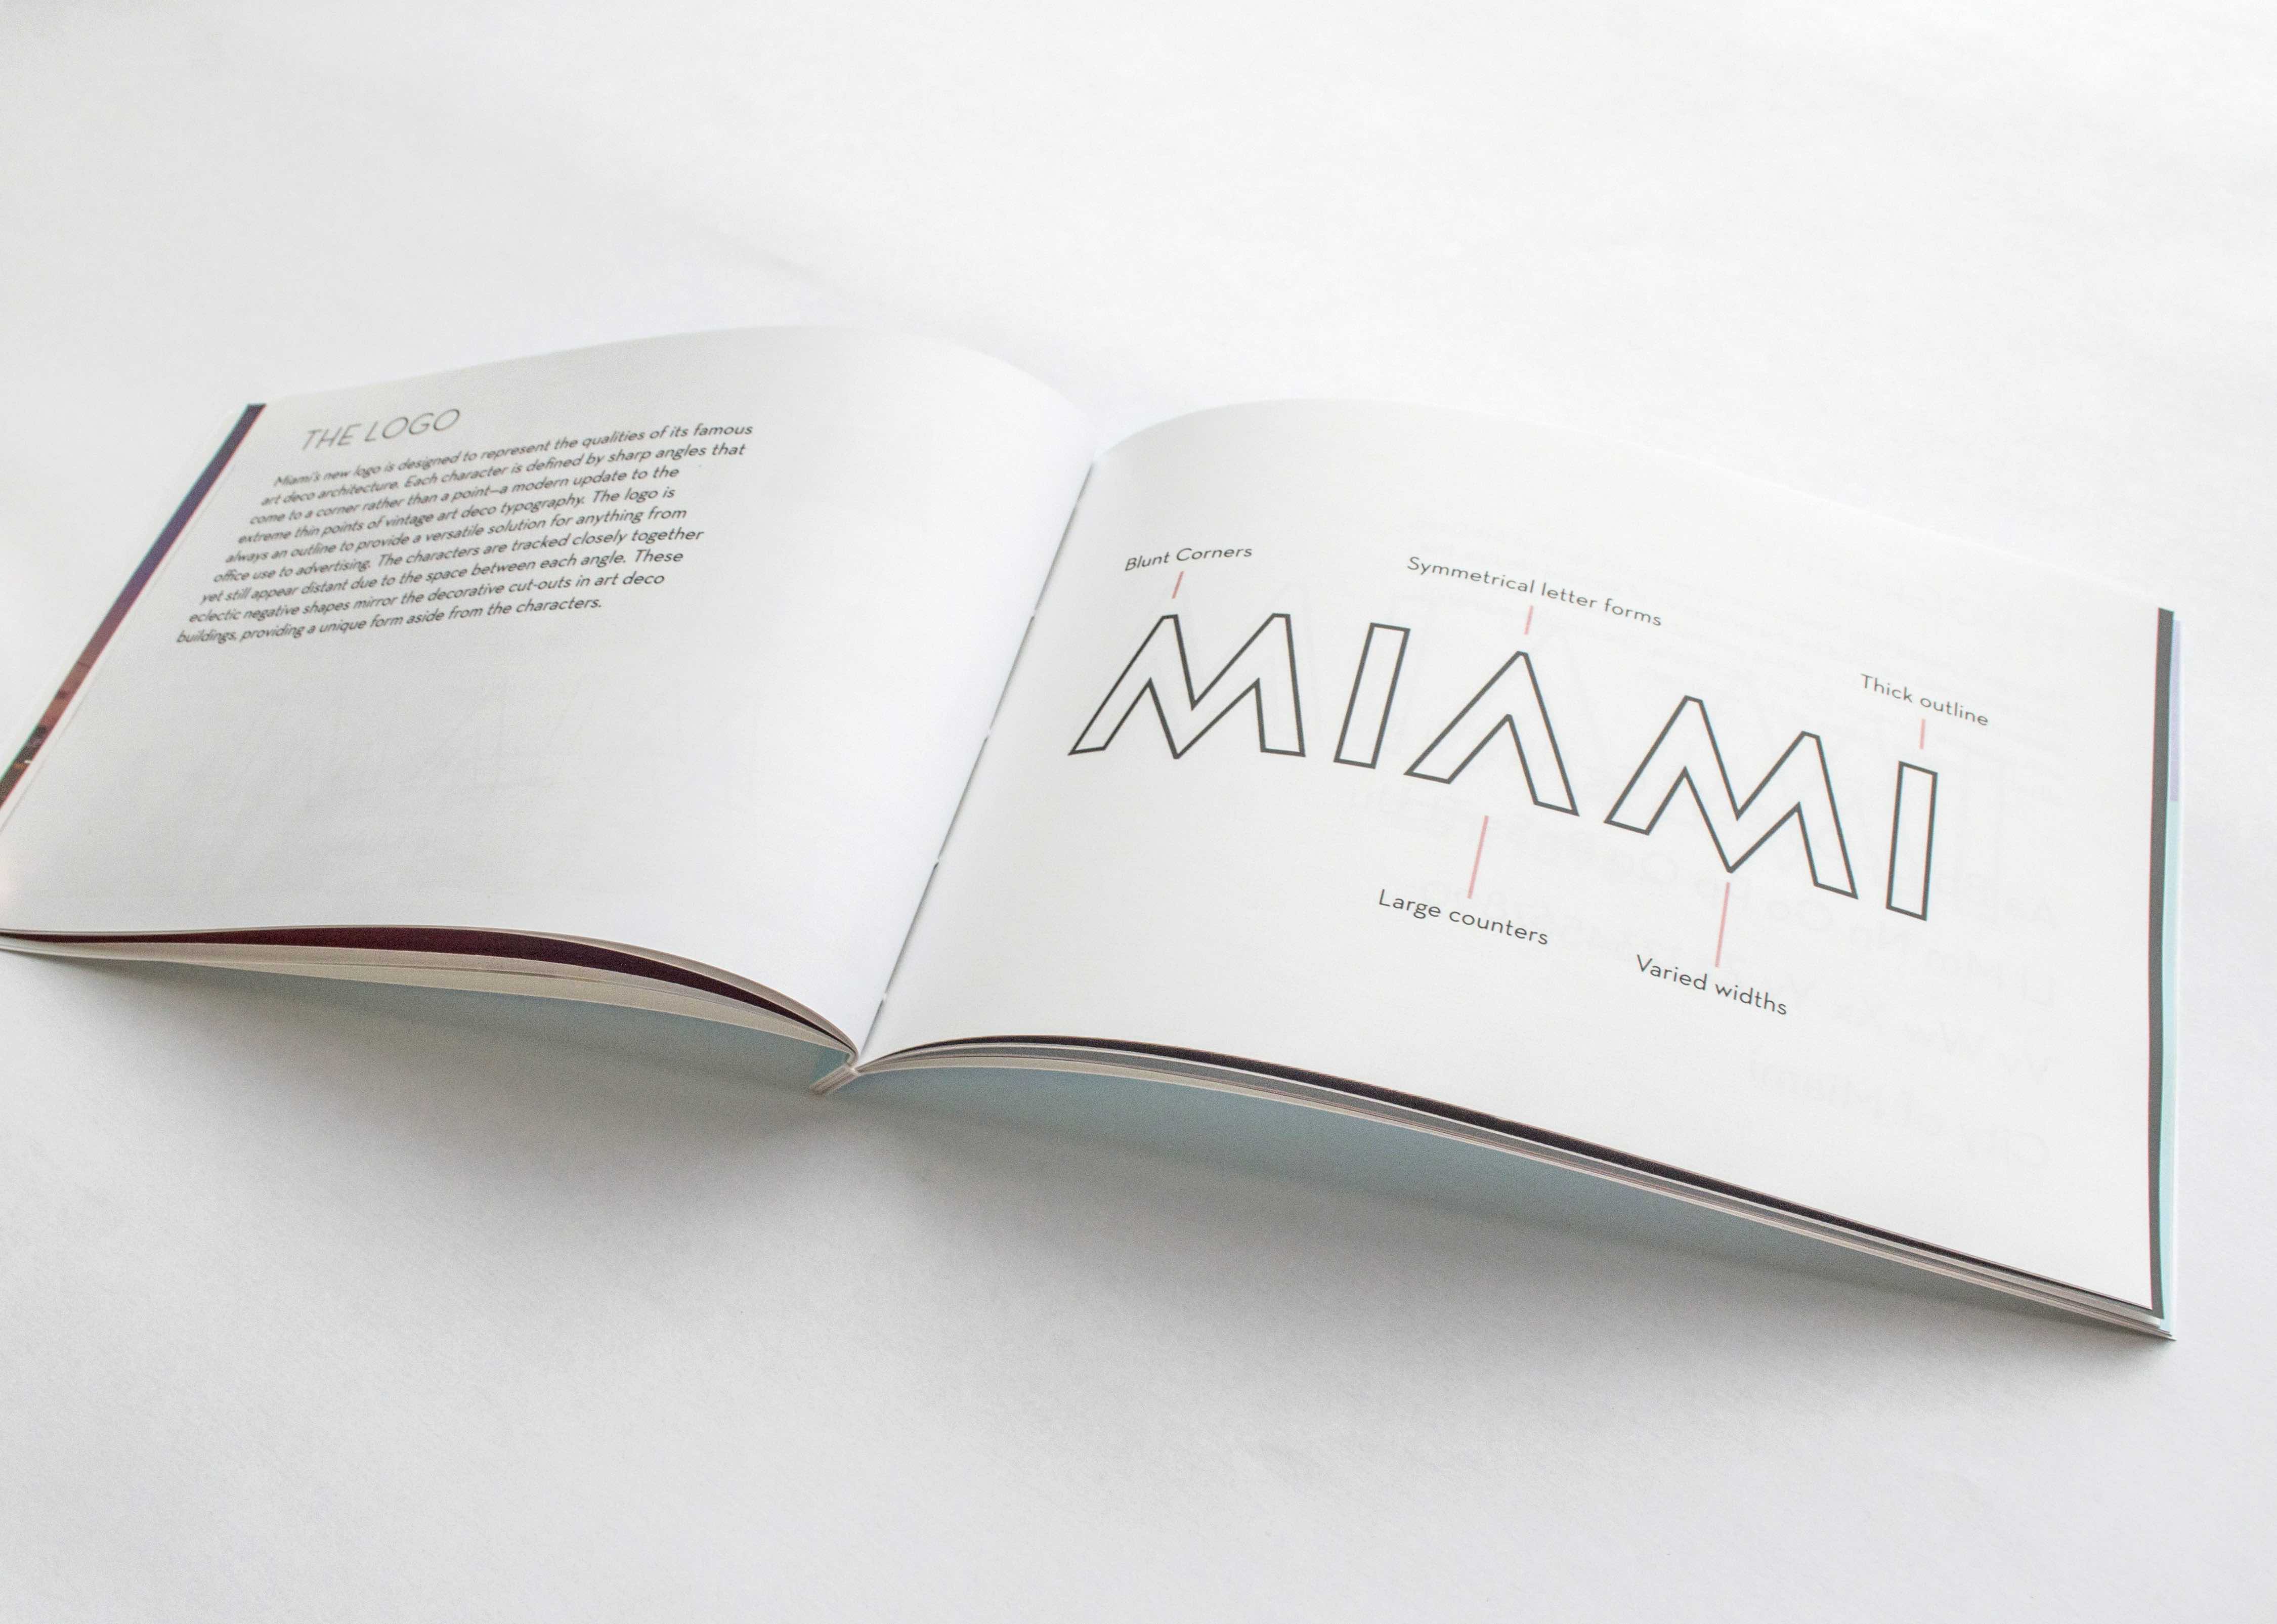 THE LOGO
Miami's new logo is designed to represent the qualities of its famous
art deco architecture. Each character is defined by sharp angles that
come to a corner rather than a point—a modern update to the
extreme thin points of vintage art deco typography. The logo is
always an outline to provide a versatile solution for anything from
office use to advertising. The characters are tracked closely together
yet still appear distant due to the space between each angle. These
eclectic negative shapes mirror the decorative cut-outs in art deco
buildings, providing a unique form aside from the characters.
Blunt Corners
Symmetrical letter forms
Thick outline
MIAMI
Large counters
Varied widths